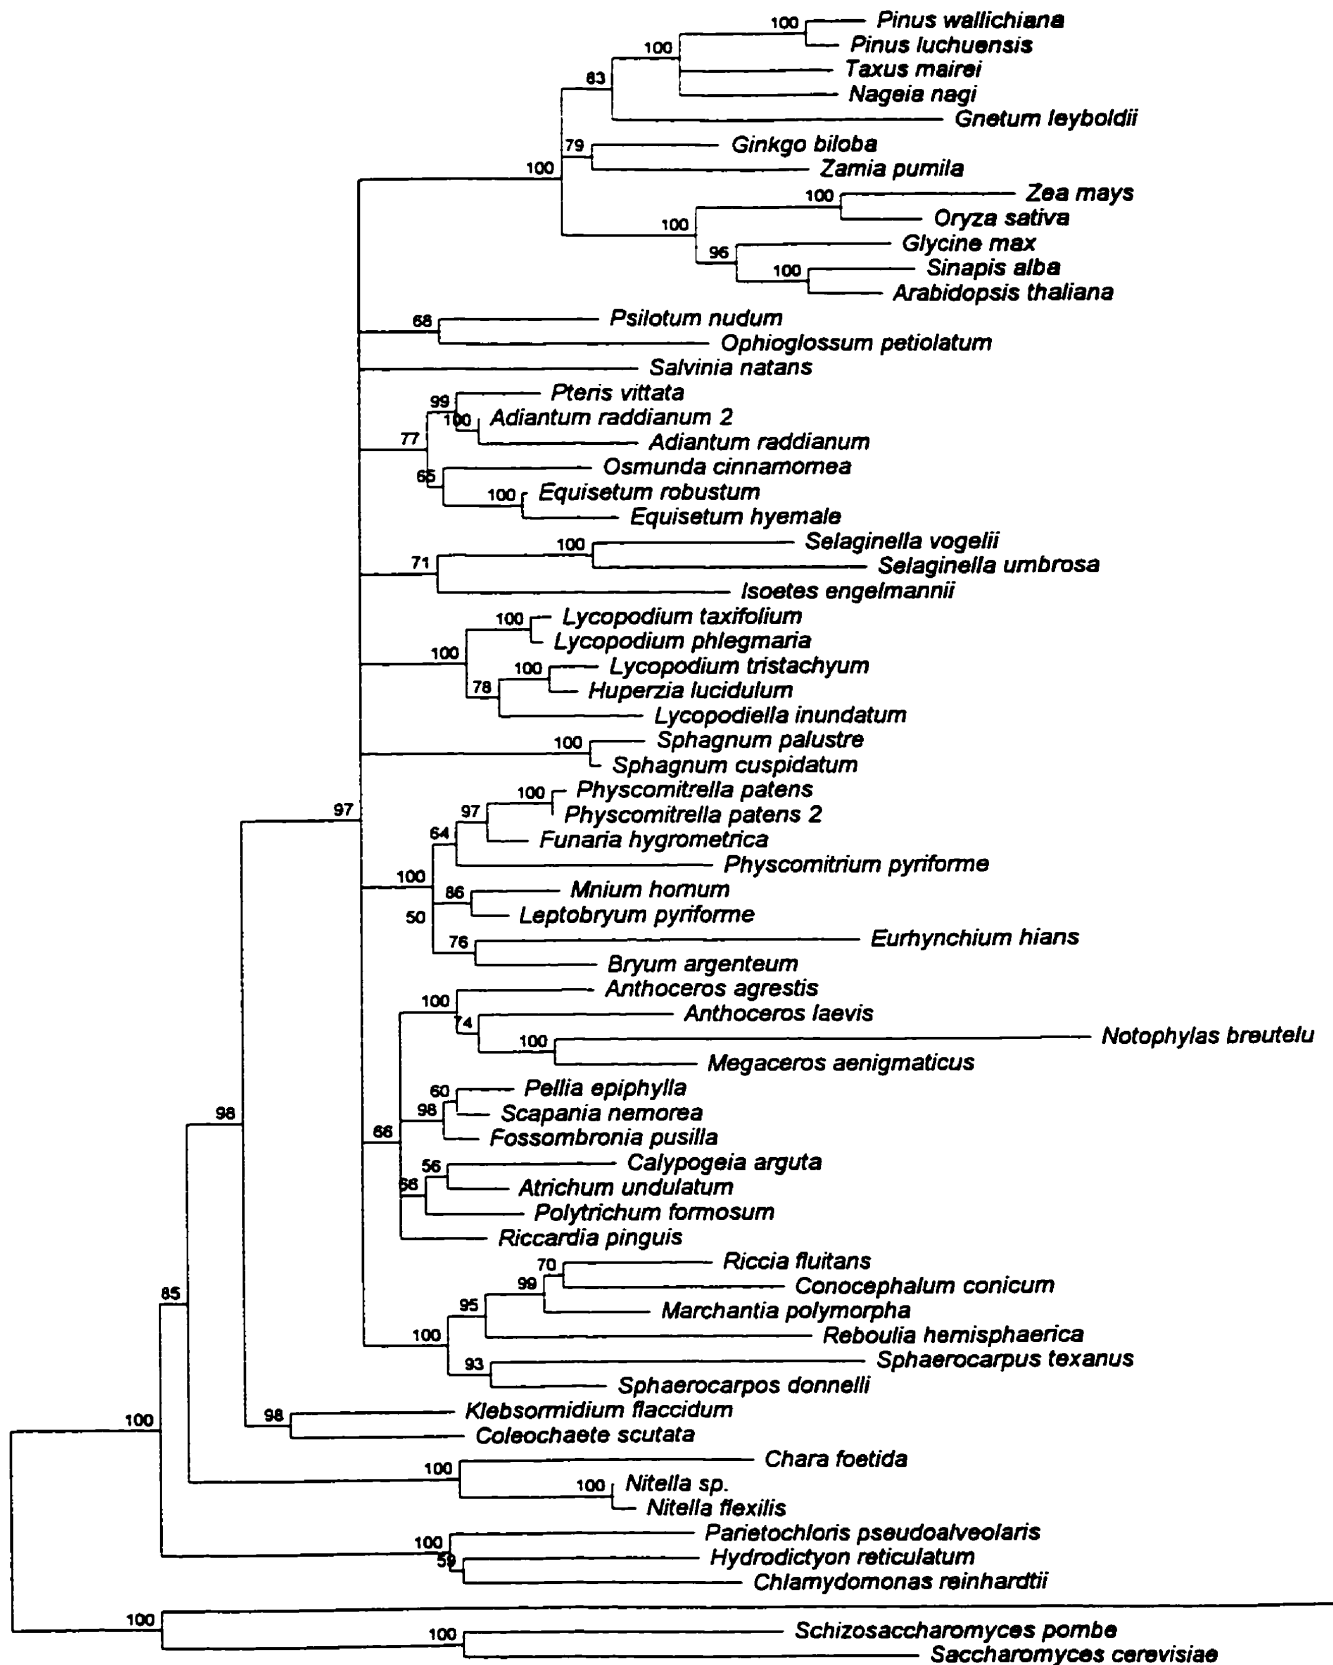 100 Pinus wallichiana
Pinus luchuensis
100
Taxus mairei
83
Nageia nagi
Gnetum leyboldii
79 Ginkgo biloba
100 Zamia pumila
100 Zea mays
Oryza sativa
100
Glycine max
96
100 Sinapis alba
Arabidopsis thaliana
68 Psilotum nudum
Ophioglossum petiolatum
Salvinia natans
Pteris vittata
99
100 Adiantum raddianum 2
77 Adiantum raddianum
65 Osmunda cinnamomea
100 Equisetum robustum
Equisetum hyemale
100 Selaginella vogelii
71 Selaginella umbrosa
Isoetes engelmannii
100 Lycopodium taxifolium
Lycopodium phlegmaria
100
100 Lycopodium tristachyum
78 Huperzia lucidulum
Lycopodiella inundatum
100 Sphagnum palustre
Sphagnum cuspidatum
100 Physcomitrella patens
97 97 Physcomitrella patens 2
64 Funaria hygrometrica
Physcomitrium pyriforme
100
86 Mnium hornum
50 Leptobryum pyriforme
76 Eurhynchium hians
Bryum argenteum
100 Anthoceros agrestis
74 Anthoceros laevis
100 Notophylas breutelu
Megaceros aenigmaticus
60 Pellia epiphylla
98 98 Scapania nemorea
66 Fossombronia pusilla
56 Calypogeia arguta
66 Atrichum undulatum
Polytrichum formosum
Riccardia pinguis
70 Riccia fluitans
99 Conocephalum conicum
85 95 Marchantia polymorpha
100 Reboulia hemisphaerica
93 Sphaerocarpus texanus
Sphaerocarpos donnelli
98 Klebsormidium flaccidum
100 Coleochaete scutata
Chara foetida
100
100 Nitella sp.
Nitella flexilis
100 Parietochloris pseudoalveolaris
59 Hydrodictyon reticulatum
Chlamydomonas reinhardtii
100
100 Schizosaccharomyces pombe
Saccharomyces cerevisiae